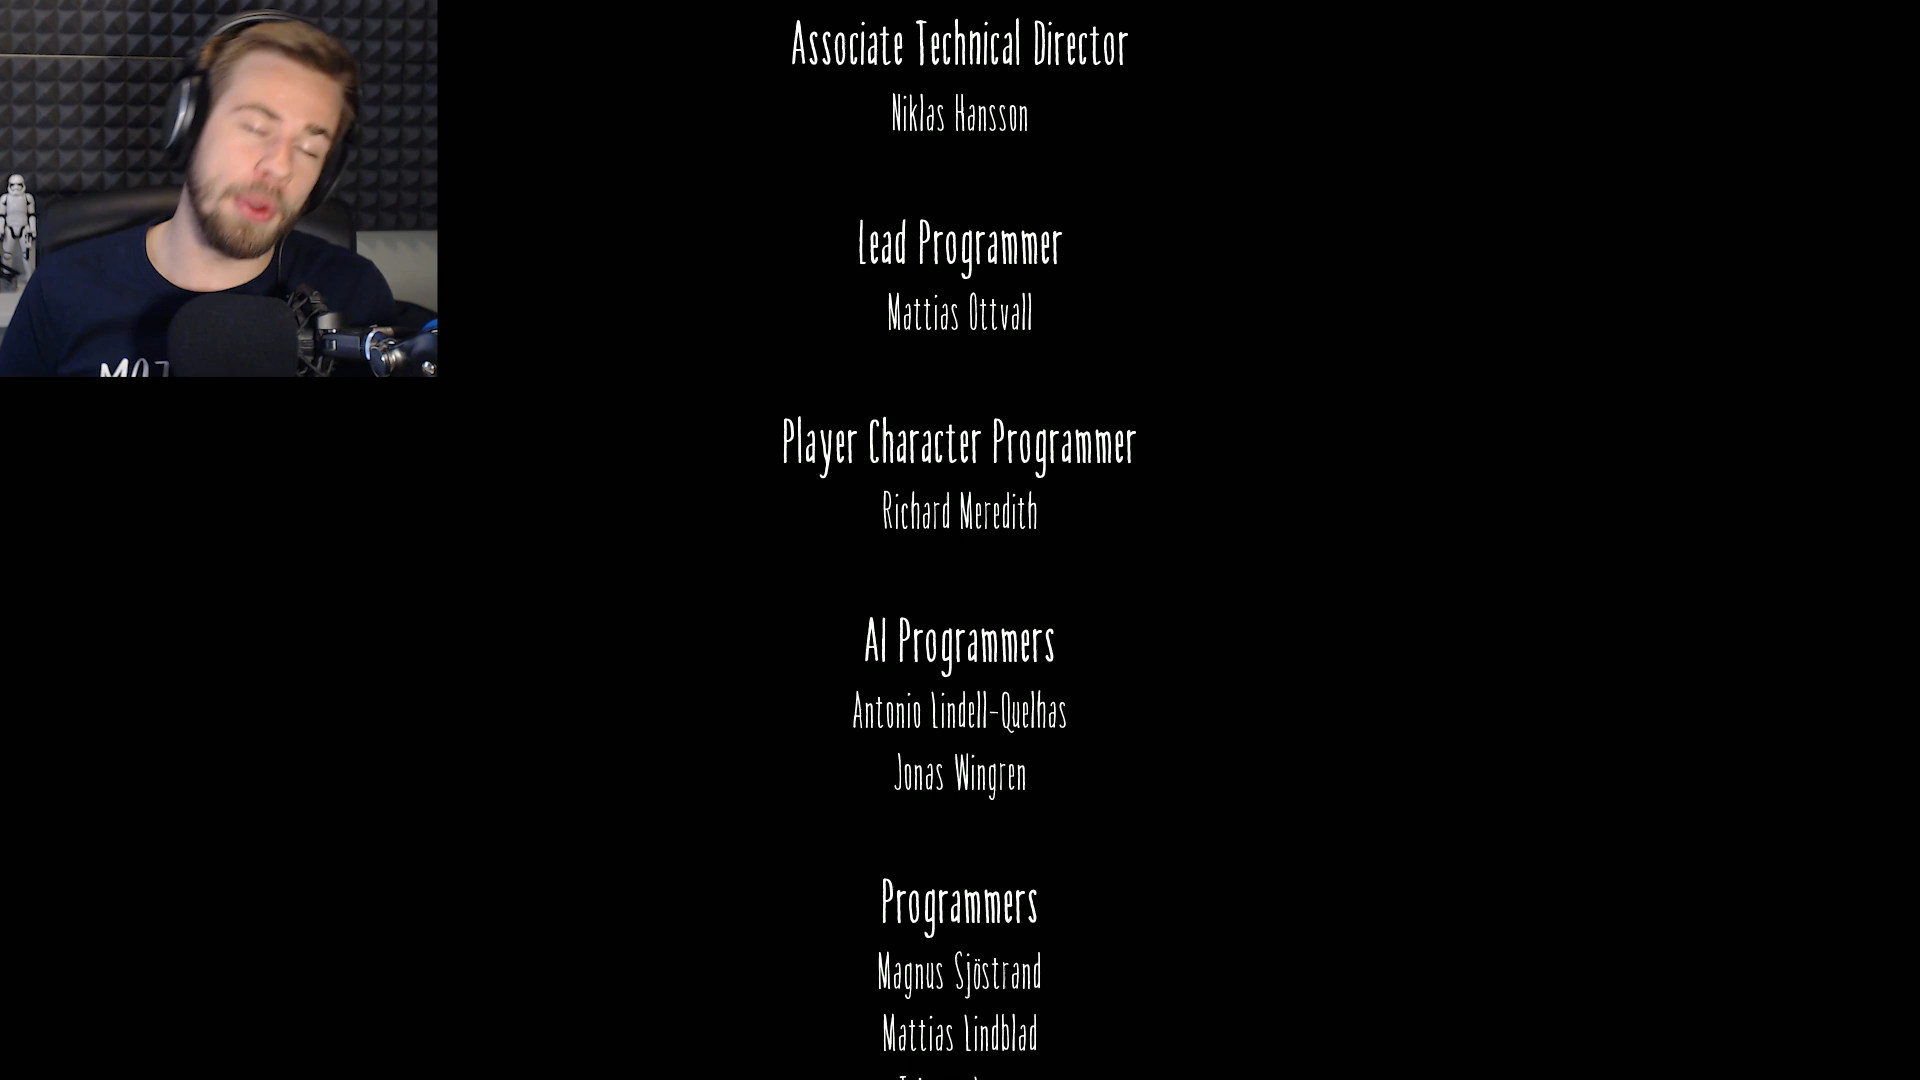 Associate Technical Director
Niklas Hansson
Lead Programmer
Mattias Ottvall
Player Character Programmer
Richard Meredith
AI Programmers
Antonio Lindell-Quelhas
Jonas Wingren
Programmers
Magnus Sjöstrand
Mattias Lindblad